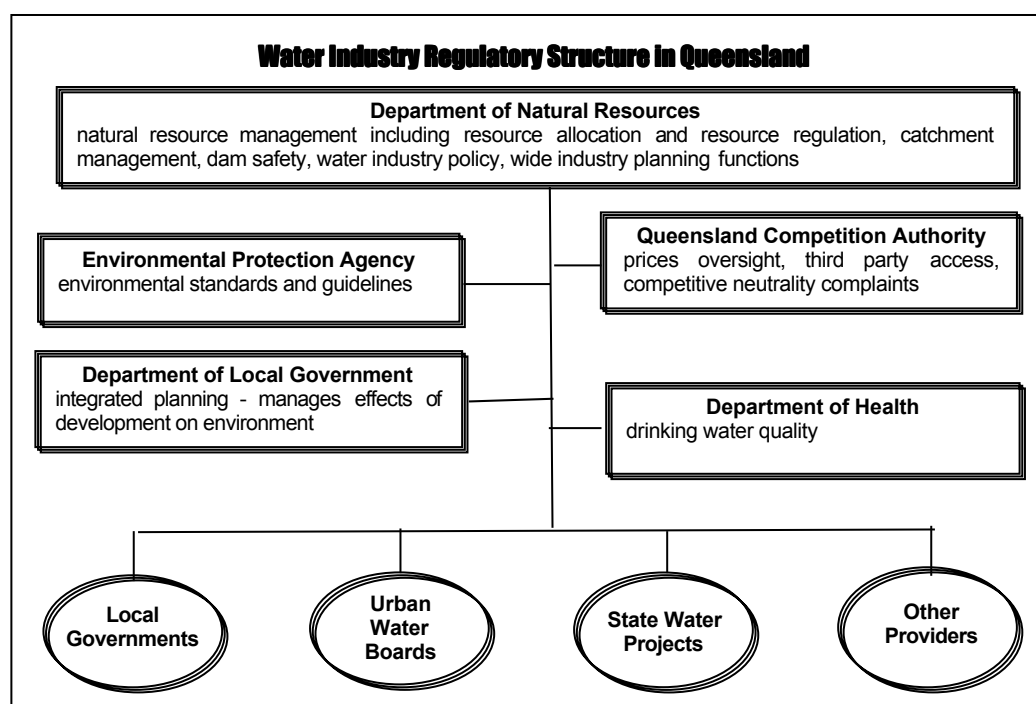 Water Industry Regulatory Structure in Queensland
Department of Natural Resources
natural resource management including resource allocation and resource regulation, catchment
management, dam safety, water industry policy, wide industry planning functions
Environmental Protection Agency
environmental standards and guidelines
Queensland Competition Authority
prices oversight, third party access,
competitive neutrality complaints
Department of Local Government
integrated planning - manages effects of
development on environment
Department of Health
drinking water quality
Local
Governments
Urban
Water
Boards
State Water
Projects
Other
Providers